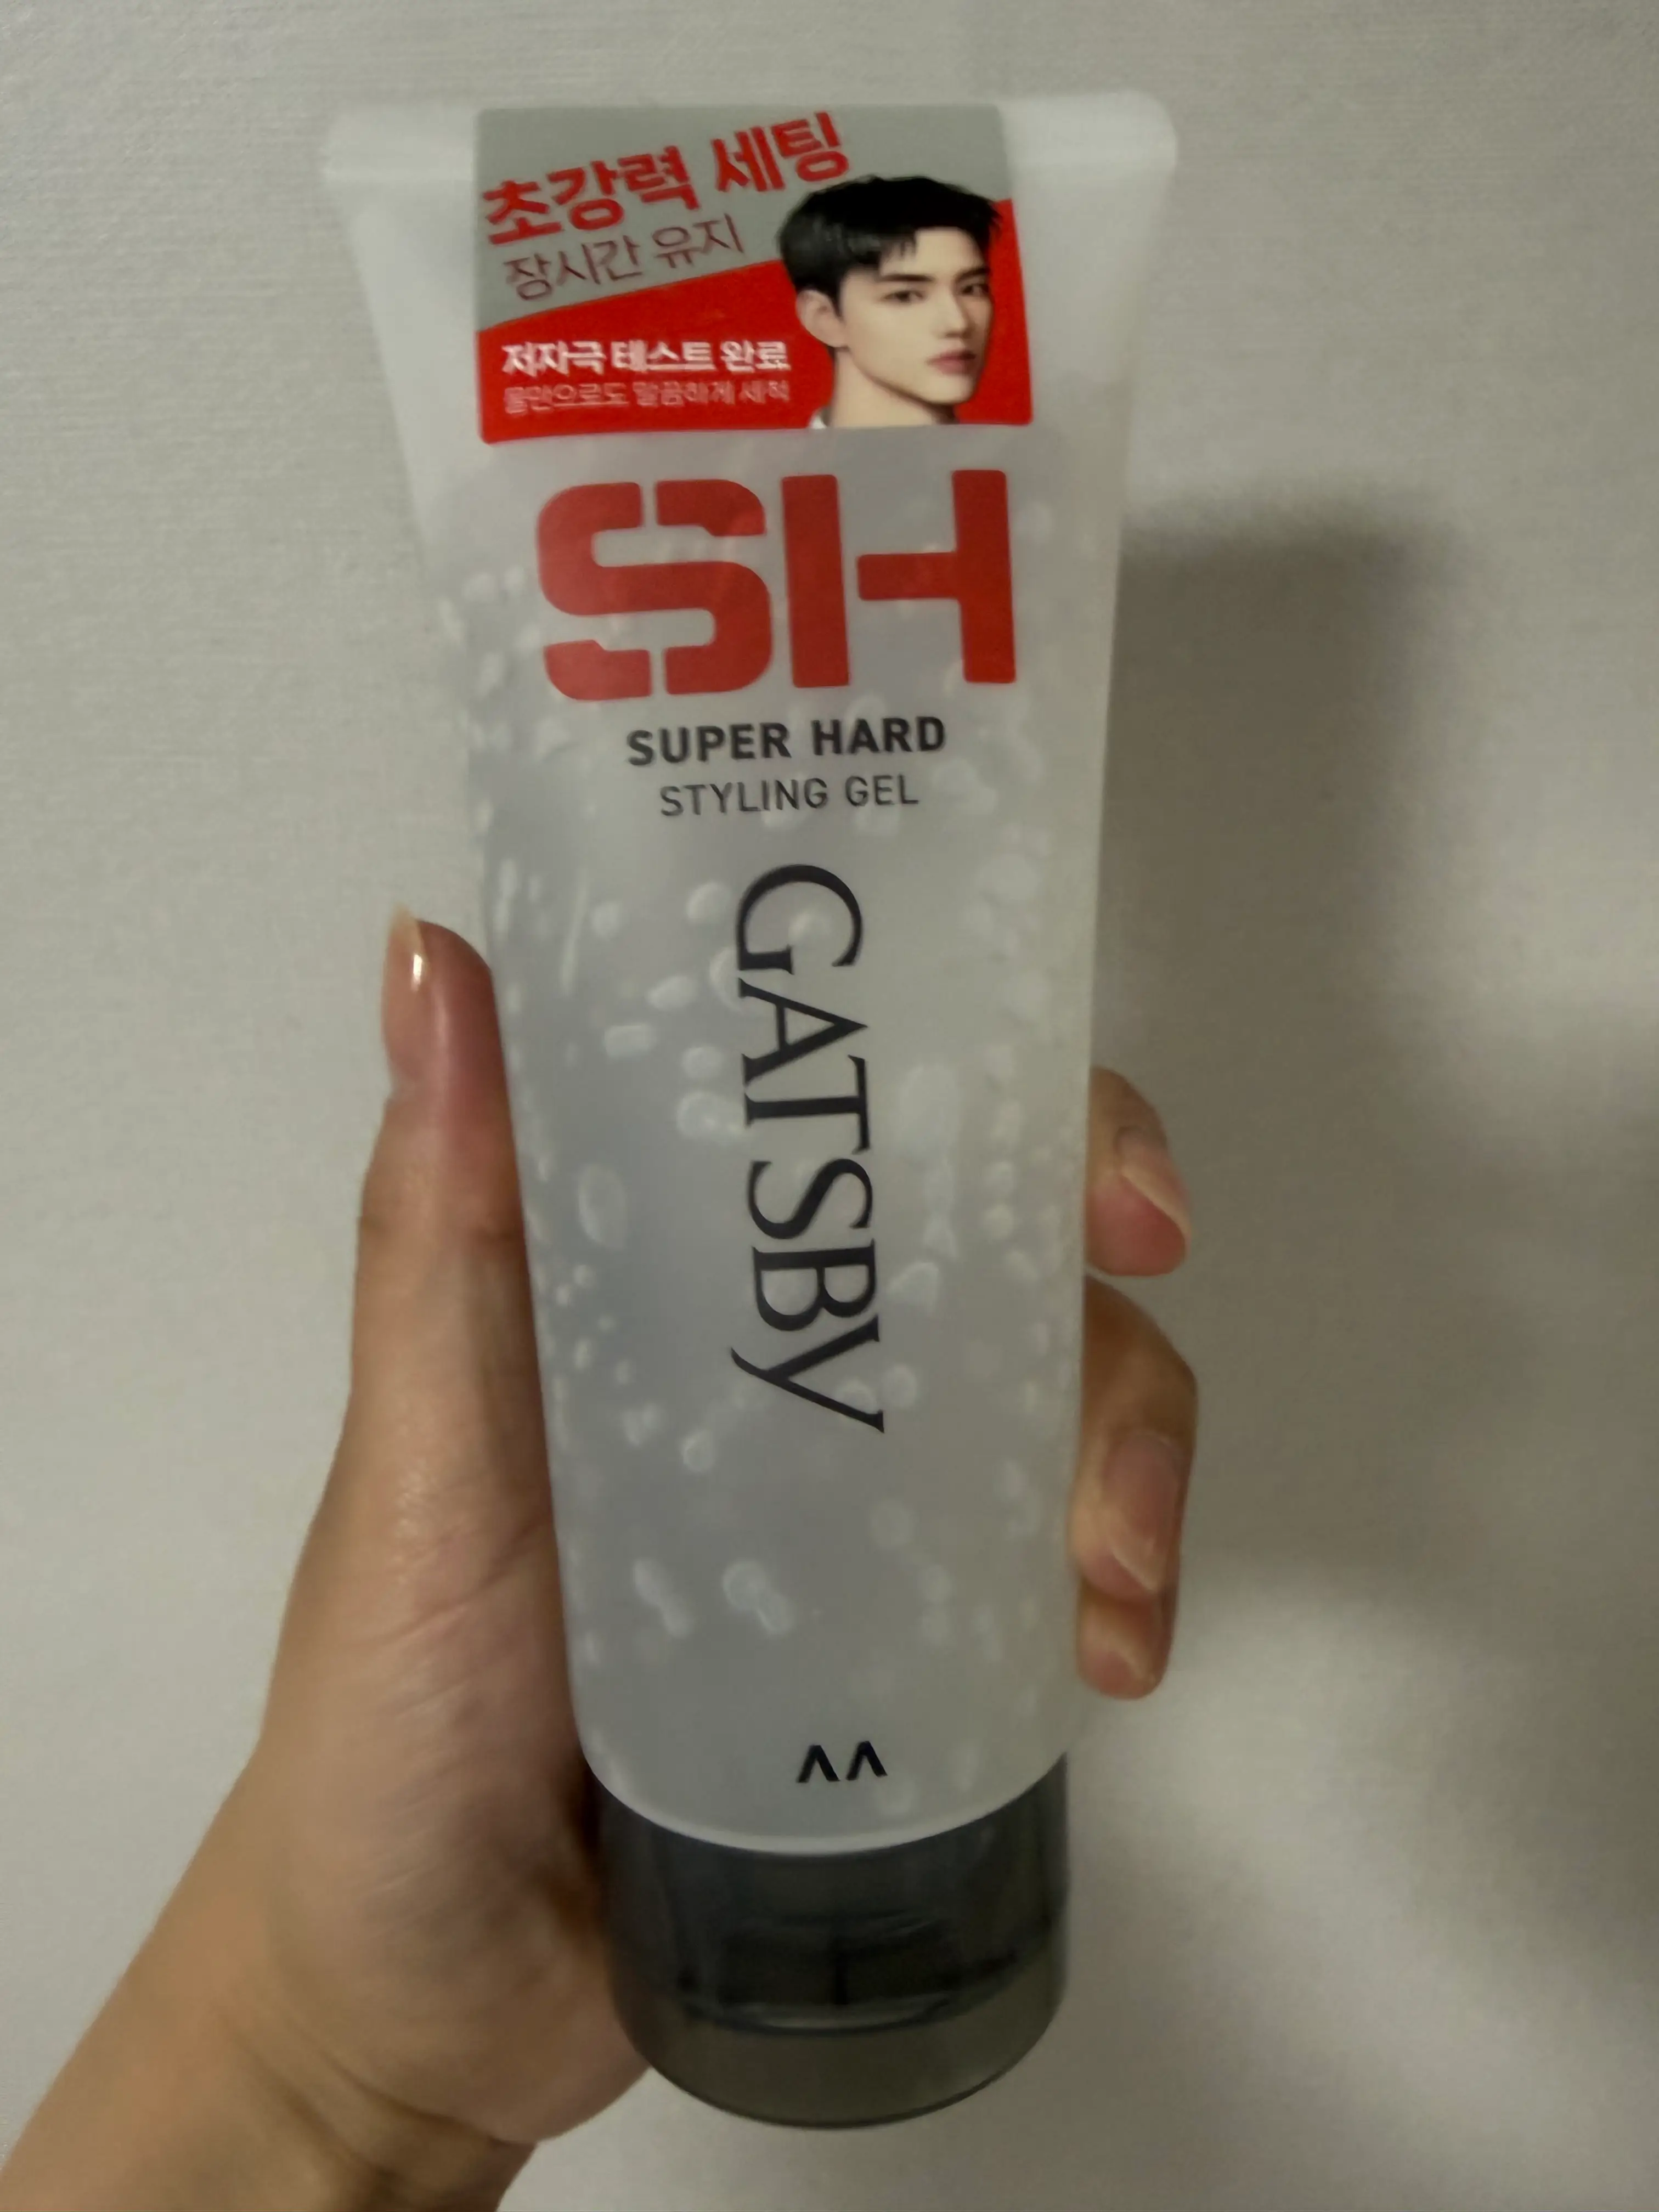 초강력 세팅
장시간 유지
저자극 테스트 완료
물만으로도 말끔하게 세척
SH
SUPER HARD
STYLING GEL
GATSBY